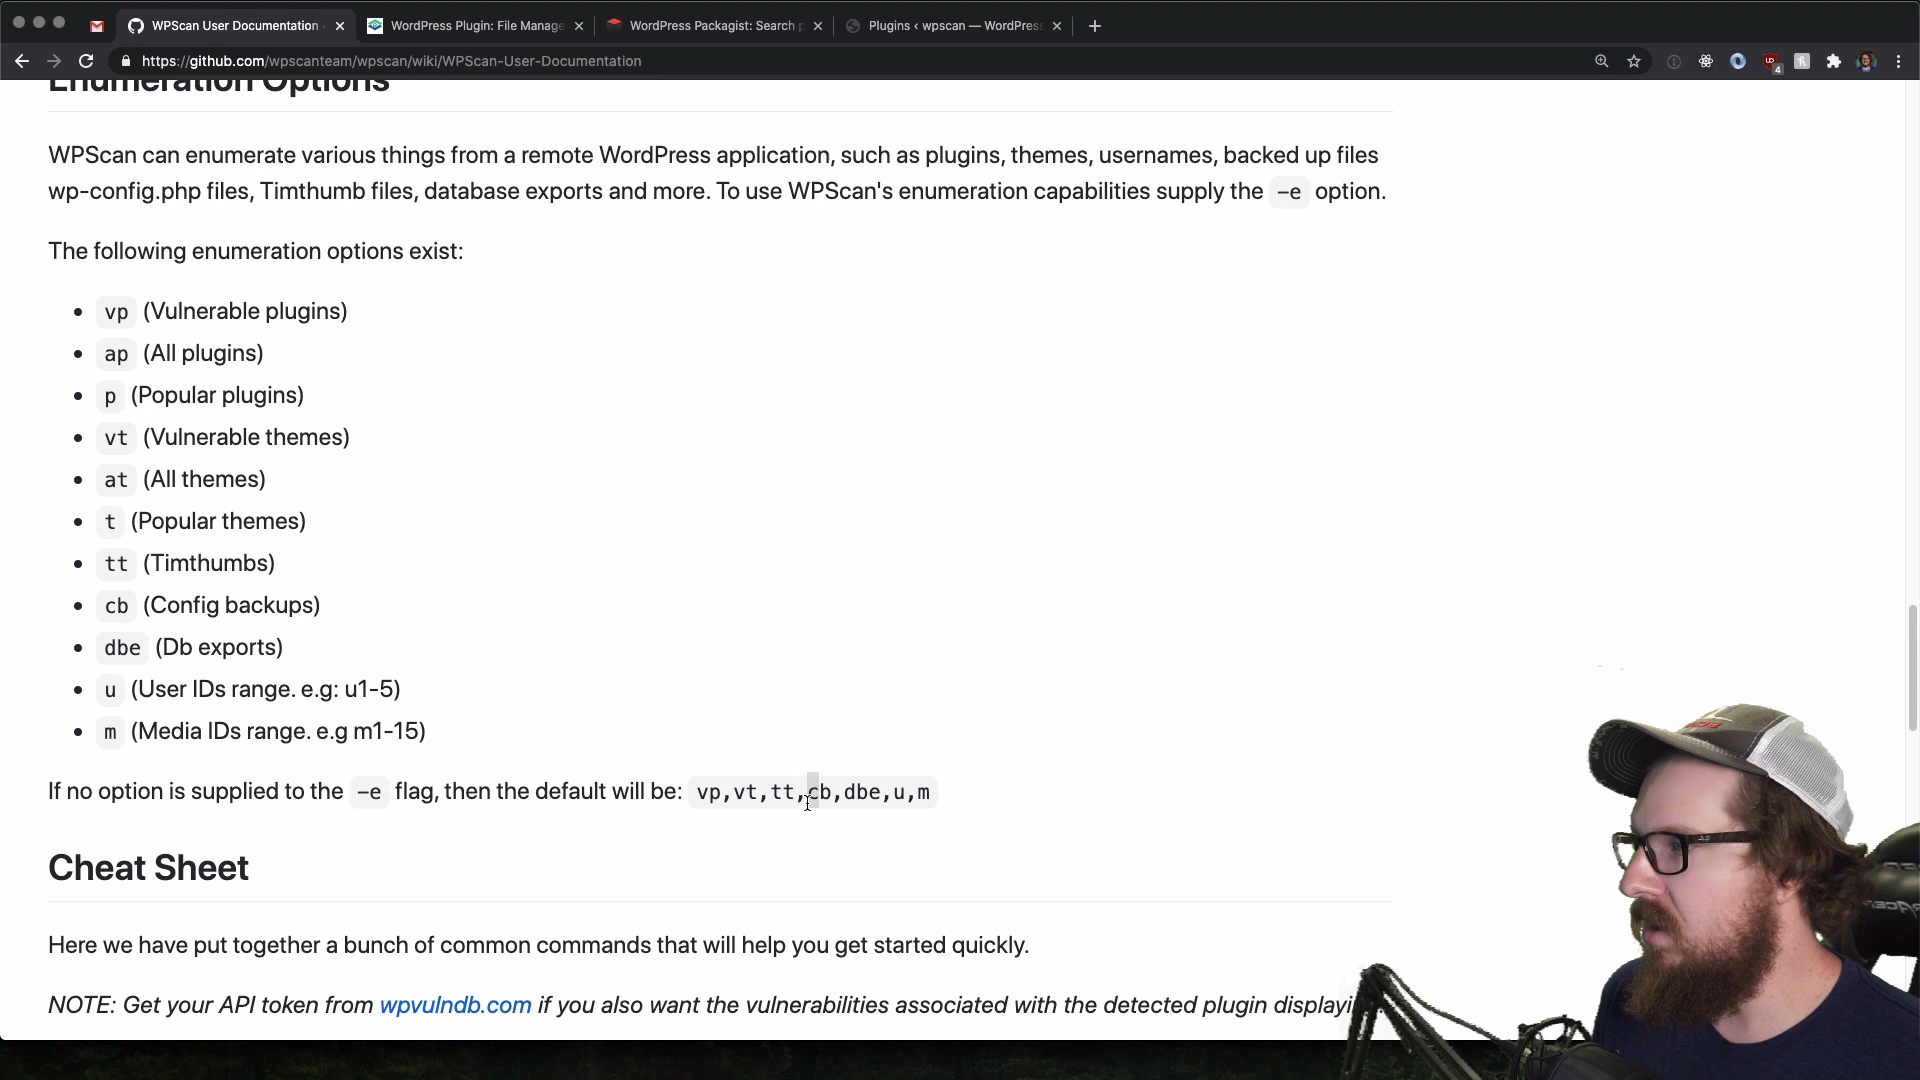 WPScan User Documentation
WordPress Plugin: File Manage
WordPress Packagist: Search p
Plugins ‹ wpscan — WordPress
https://github.com/wpscanteam/wpscan/wiki/WPScan-User-Documentation
4
Enumeration Options
WPScan can enumerate various things from a remote WordPress application, such as plugins, themes, usernames, backed up files
wp-config.php files, Timthumb files, database exports and more. To use WPScan's enumeration capabilities supply the -e option.
The following enumeration options exist:
• vp (Vulnerable plugins)
• ap (All plugins)
• p (Popular plugins)
• vt (Vulnerable themes)
• at (All themes)
• t (Popular themes)
• tt (Timthumbs)
• cb (Config backups)
• dbe (Db exports)
• u (User IDs range. e.g: u1-5)
• m (Media IDs range. e.g m1-15)
If no option is supplied to the -e flag, then the default will be: vp,vt,tt,cb,dbe,u,m
Cheat Sheet
Here we have put together a bunch of common commands that will help you get started quickly.
NOTE: Get your API token from wpvulndb.com if you also want the vulnerabilities associated with the detected plugin